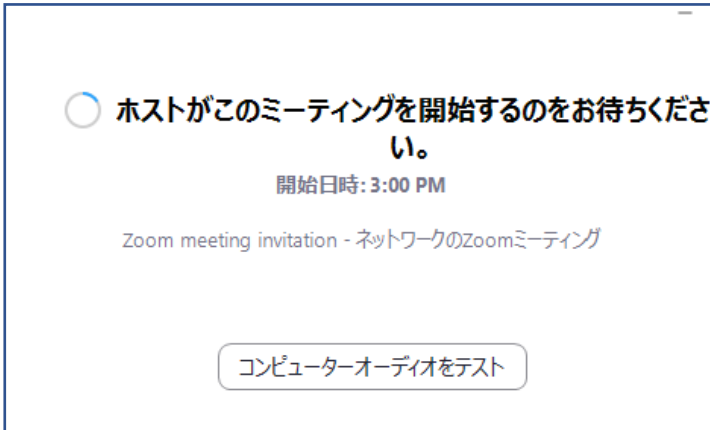 ホストがこのミーティングを開始するのをお待ちくださ
い。
開始日時: 3:00 PM
Zoom meeting invitation - ネットワークのZoomミーティング
コンピューターオーディオをテスト